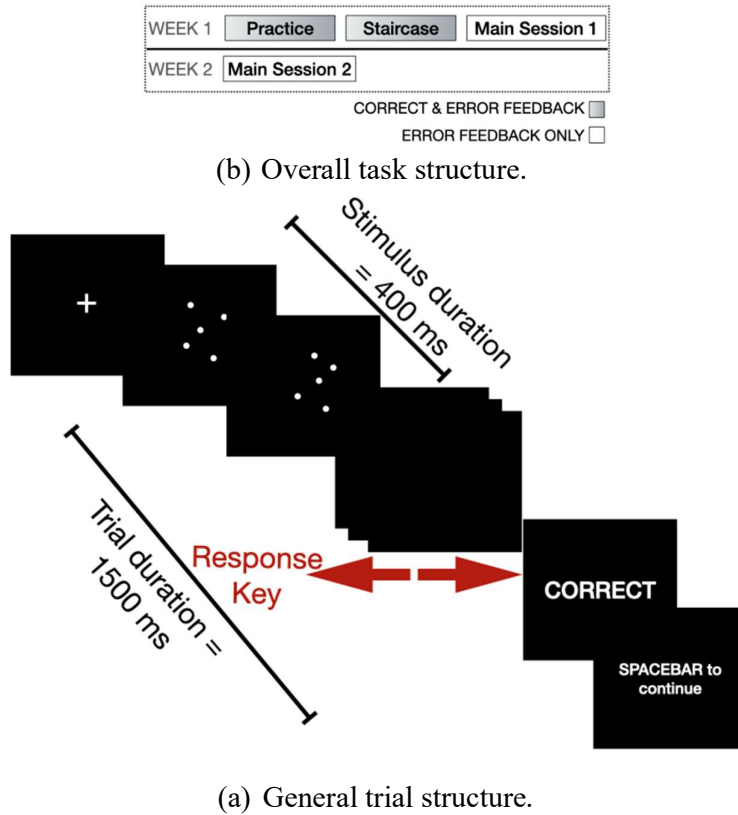 WEEK 1 Practice Staircase Main Session 1
WEEK 2 Main Session 2
CORRECT & ERROR FEEDBACK
ERROR FEEDBACK ONLY
(b) Overall task structure.
Stimulus duration
= 400 ms
Trial duration =
1500 ms
Response
Key
CORRECT
SPACEBAR to
continue
(a) General trial structure.